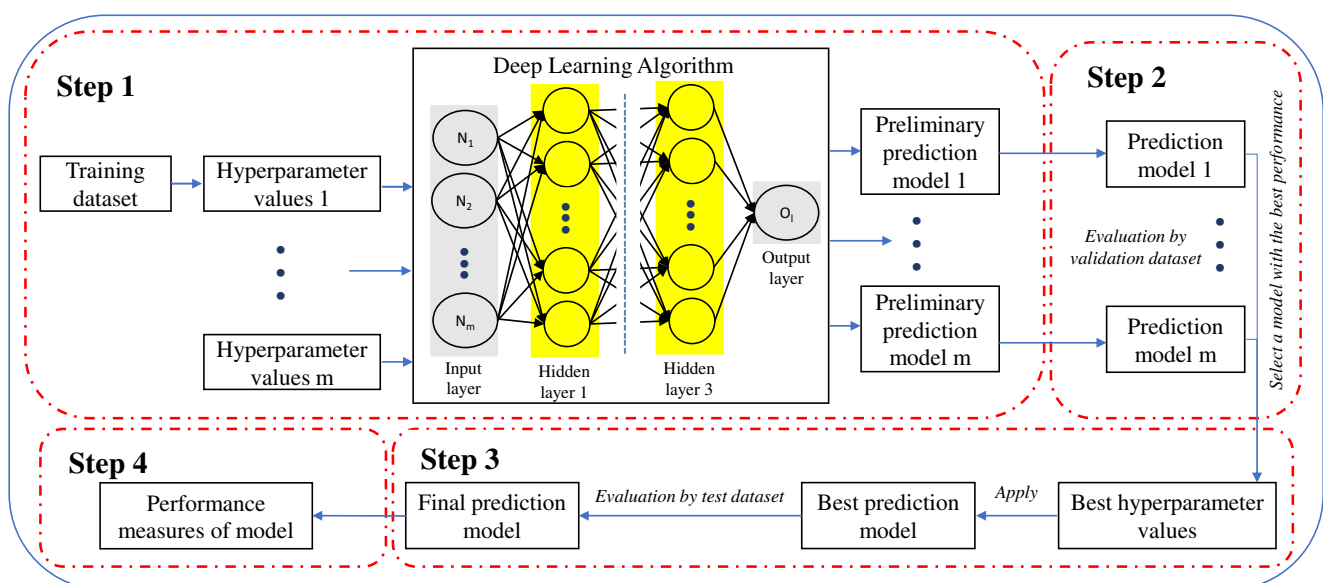 Step 1
Training
dataset
Hyperparameter
values 1
Hyperparameter
values m
Deep Learning Algorithm
N1
N2
Nm
Input
layer
Hidden
layer 1
Hidden
layer 3
Ol
Output
layer
Preliminary
prediction
model 1
Preliminary
prediction
model m
Step 2
Prediction
model 1
Evaluation by
validation dataset
Prediction
model m
Select a model with the best performance
Step 3
Best hyperparameter
values
Apply
Best prediction
model
Evaluation by test dataset
Final prediction
model
Step 4
Performance
measures of model